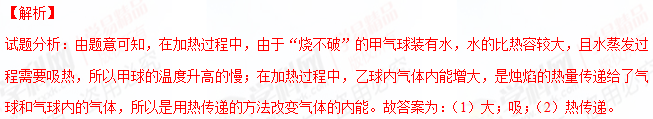 【解析】
试题分析：由题意可知，在加热过程中，由于“烧不破”的甲气球装有水，水的比热容较大，且水蒸发过
程需要吸热，所以甲球的温度升高的慢；在加热过程中，乙球内气体内能增大，是烛焰的热量传递给了气
球和气球内的气体，所以是用热传递的方法改变气体的内能。故答案为：（1）大；吸；（2）热传递。